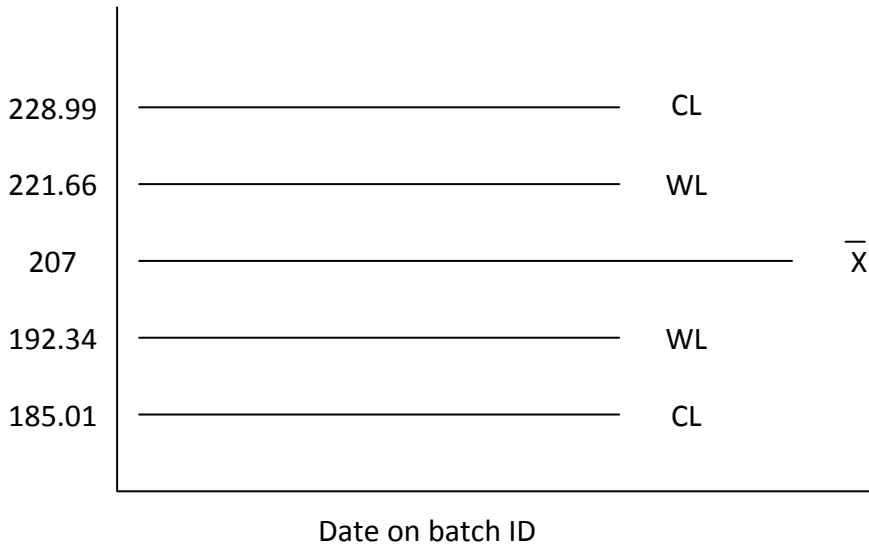 228.99 CL
221.66 WL
207 X̅
192.34 WL
185.01 CL
Date on batch ID